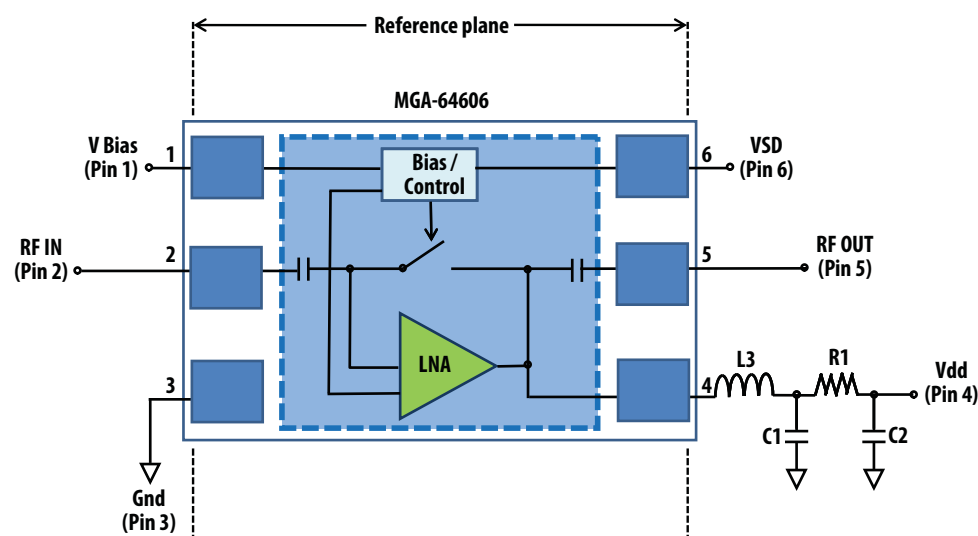 Reference plane
MGA-64606
V Bias
(Pin 1)
1
Bias /
Control
6
VSD
(Pin 6)
RF IN
(Pin 2)
2
5
RF OUT
(Pin 5)
LNA
3
4
L3
R1
Vdd
(Pin 4)
C1
C2
Gnd
(Pin 3)